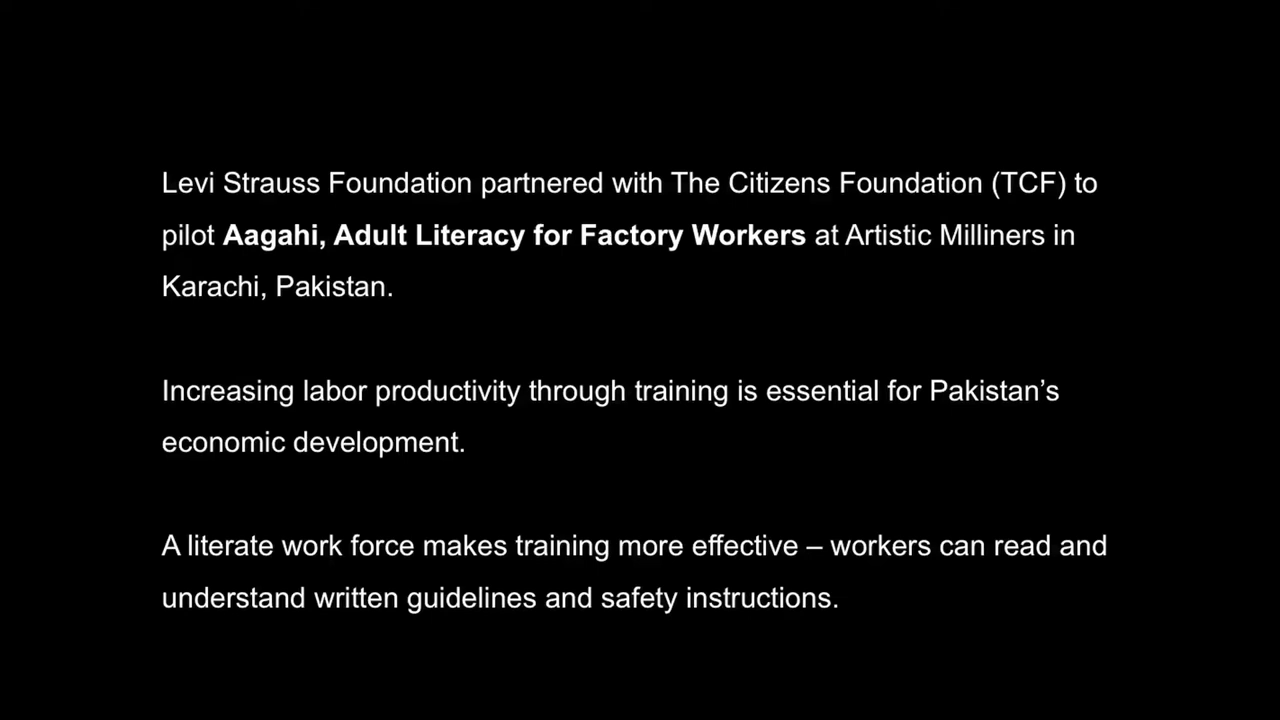 Levi Strauss Foundation partnered with The Citizens Foundation (TCF) to
pilot Aagahi, Adult Literacy for Factory Workers at Artistic Milliners in
Karachi, Pakistan.
Increasing labor productivity through training is essential for Pakistan’s
economic development.
A literate work force makes training more effective – workers can read and
understand written guidelines and safety instructions.